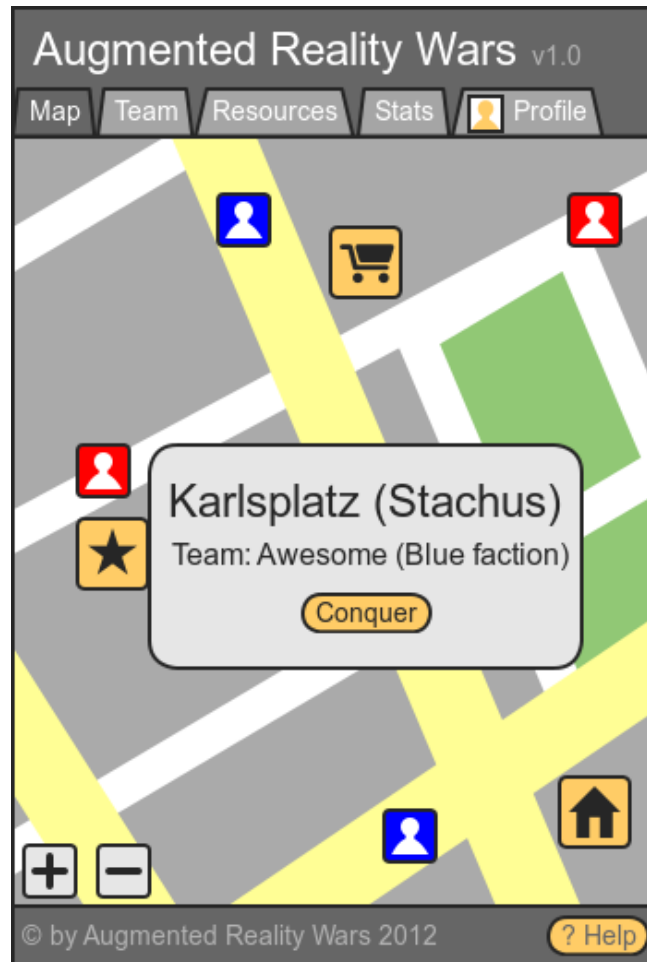 Augmented Reality Wars v1.0
Map Team Resources Stats Profile
Karlsplatz (Stachus)
Team: Awesome (Blue faction)
Conquer
© by Augmented Reality Wars 2012 ? Help